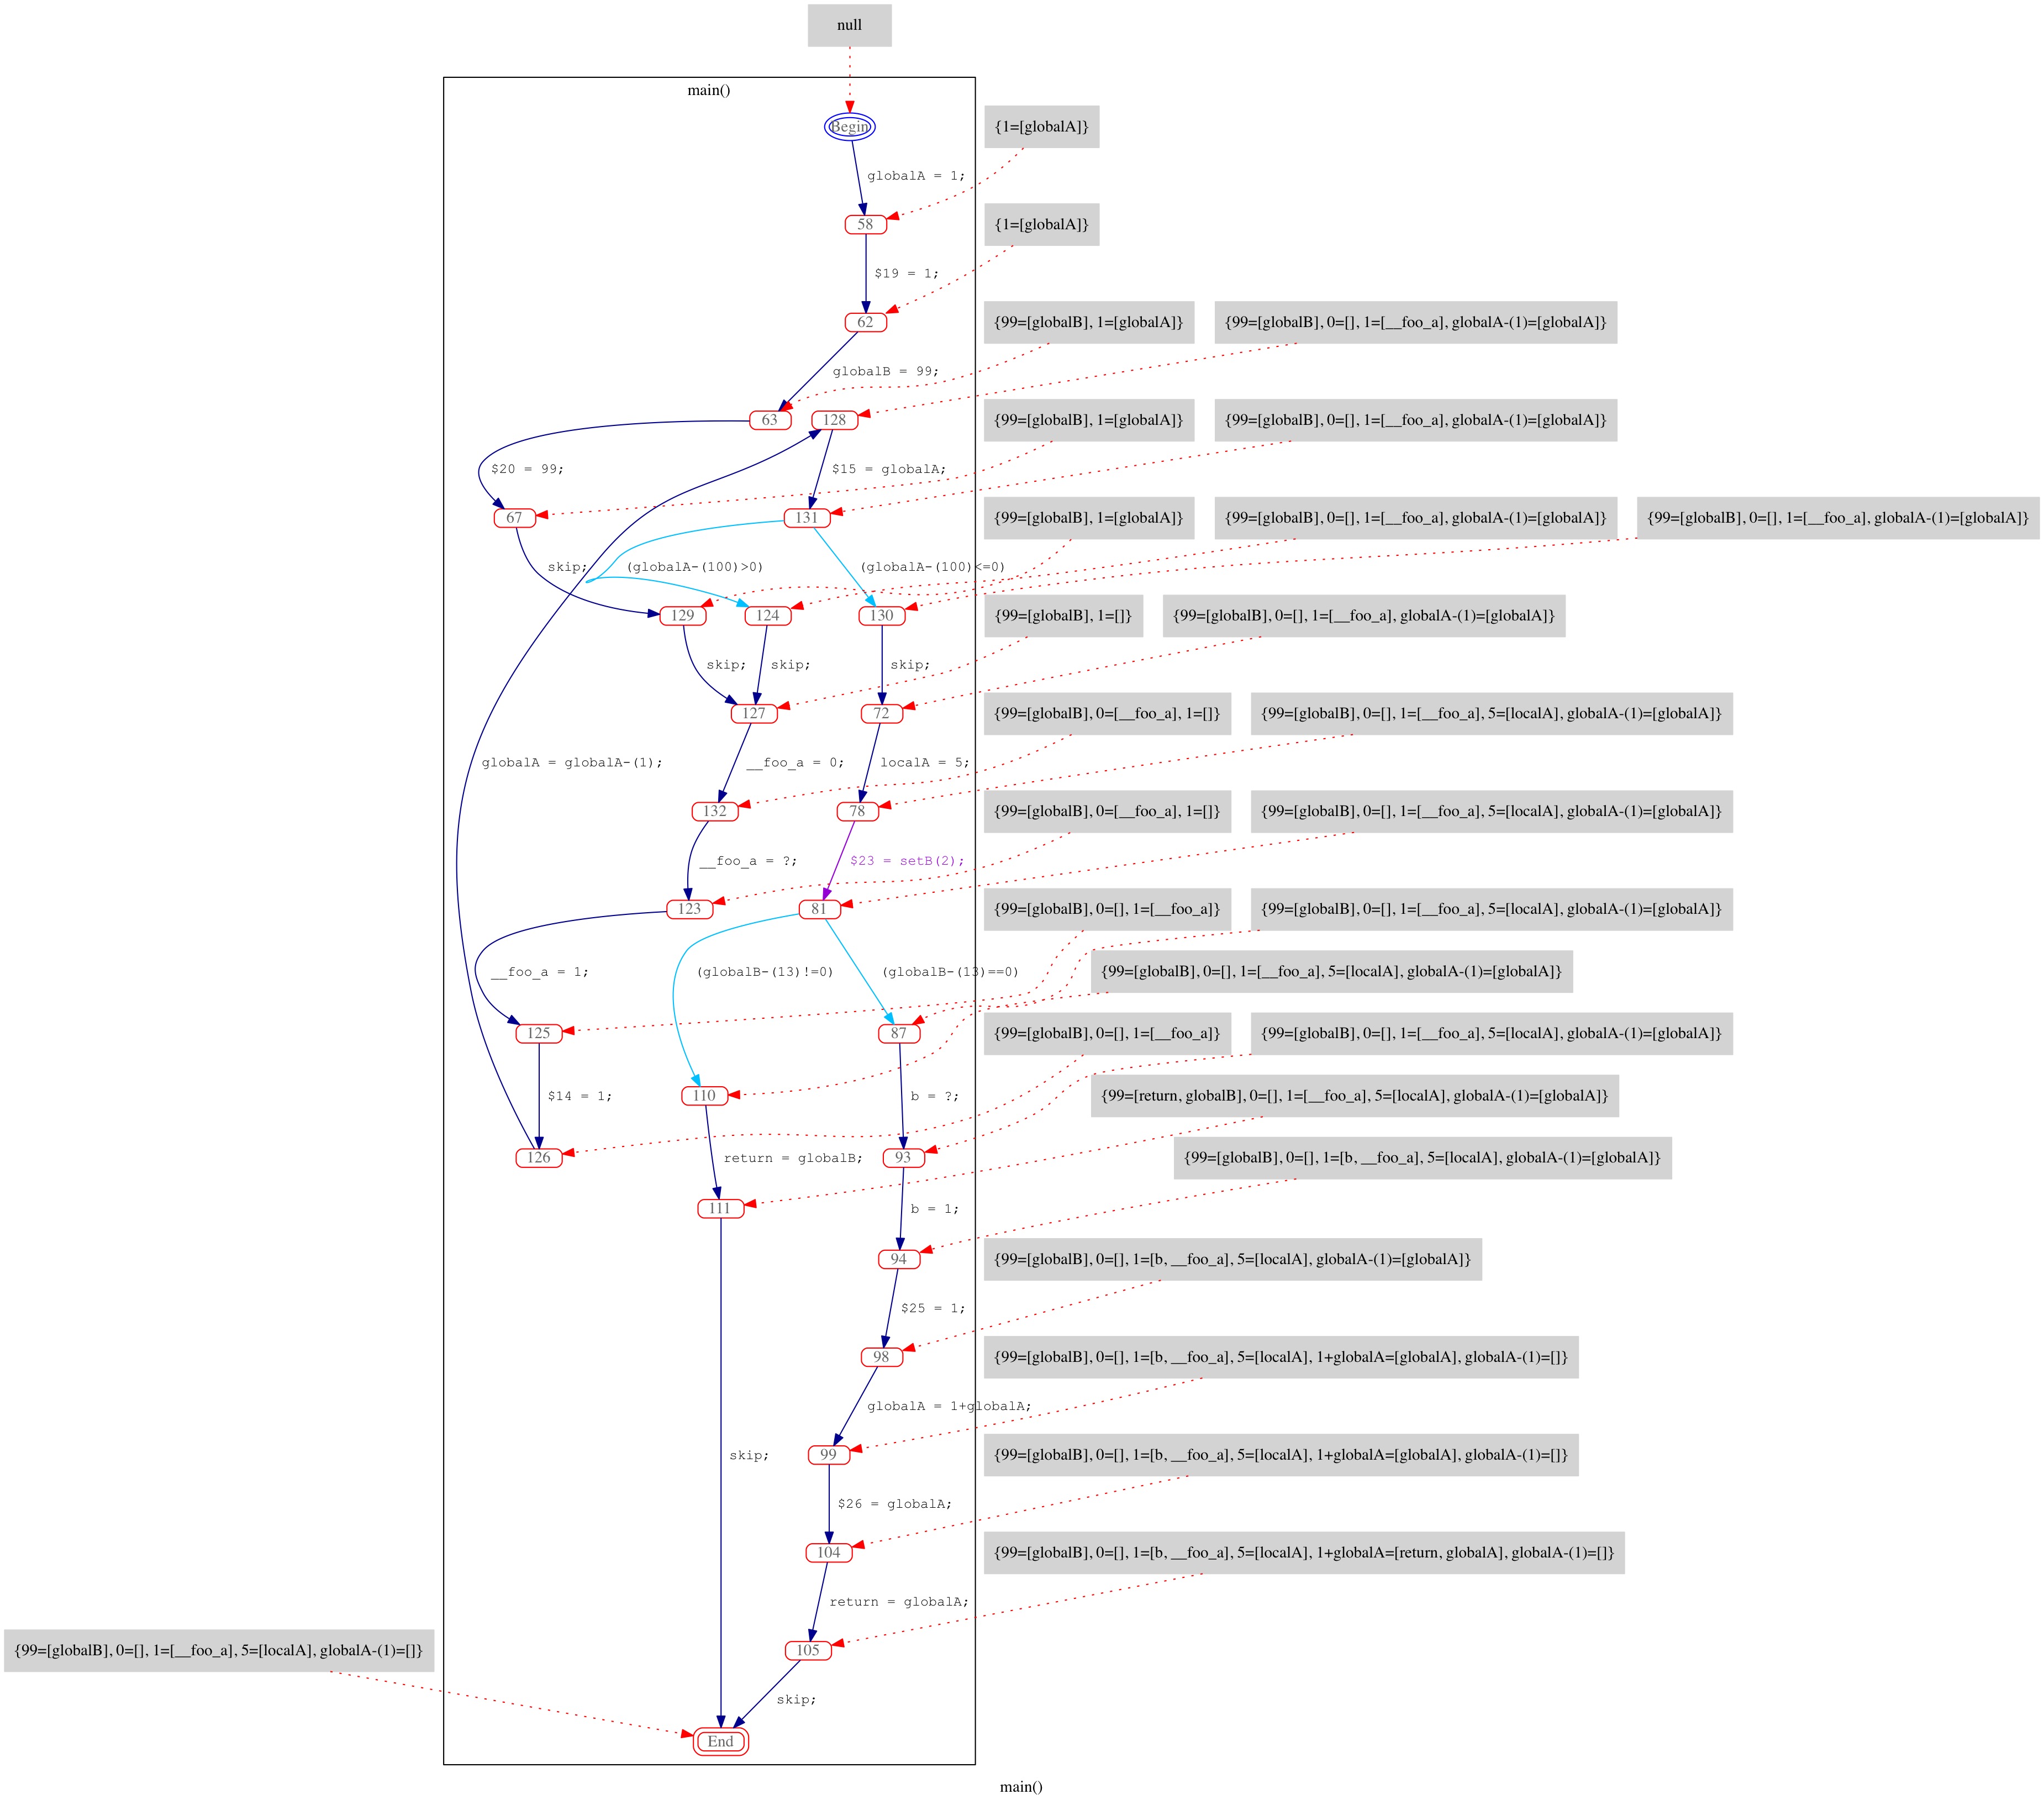 null
main()
Begin
{1=[globalA]}
globalA = 1;
58
{1=[globalA]}
$19 = 1;
62
{99=[globalB], 1=[globalA]}
{99=[globalB], 0=[], 1=[__foo_a], globalA-(1)=[globalA]}
globalB = 99;
63
128
{99=[globalB], 1=[globalA]}
{99=[globalB], 0=[], 1=[__foo_a], globalA-(1)=[globalA]}
$20 = 99;
$15 = globalA;
67
131
{99=[globalB], 1=[globalA]}
{99=[globalB], 0=[], 1=[__foo_a], globalA-(1)=[globalA]}
{99=[globalB], 0=[], 1=[__foo_a], globalA-(1)=[globalA]}
skip;
(globalA-(100)>0)
(globalA-(100)<=0)
129
124
130
{99=[globalB], 1=[]}
{99=[globalB], 0=[], 1=[__foo_a], globalA-(1)=[globalA]}
skip;
skip;
skip;
127
72
{99=[globalB], 0=[__foo_a], 1=[]}
{99=[globalB], 0=[], 1=[__foo_a], 5=[localA], globalA-(1)=[globalA]}
globalA = globalA-(1);
__foo_a = 0;
localA = 5;
132
78
{99=[globalB], 0=[__foo_a], 1=[]}
{99=[globalB], 0=[], 1=[__foo_a], 5=[localA], globalA-(1)=[globalA]}
__foo_a = ?;
$23 = setB(2);
123
81
{99=[globalB], 0=[], 1=[__foo_a]}
{99=[globalB], 0=[], 1=[__foo_a], 5=[localA], globalA-(1)=[globalA]}
__foo_a = 1;
(globalB-(13)!=0)
(globalB-(13)==0)
{99=[globalB], 0=[], 1=[__foo_a], 5=[localA], globalA-(1)=[globalA]}
125
87
{99=[globalB], 0=[], 1=[__foo_a]}
{99=[globalB], 0=[], 1=[__foo_a], 5=[localA], globalA-(1)=[globalA]}
$14 = 1;
110
b = ?;
{99=[return, globalB], 0=[], 1=[__foo_a], 5=[localA], globalA-(1)=[globalA]}
126
return = globalB;
93
{99=[globalB], 0=[], 1=[b, __foo_a], 5=[localA], globalA-(1)=[globalA]}
111
b = 1;
94
{99=[globalB], 0=[], 1=[b, __foo_a], 5=[localA], globalA-(1)=[globalA]}
$25 = 1;
98
{99=[globalB], 0=[], 1=[b, __foo_a], 5=[localA], 1+globalA=[globalA], globalA-(1)=[]}
globalA = 1+globalA;
skip;
99
{99=[globalB], 0=[], 1=[b, __foo_a], 5=[localA], 1+globalA=[globalA], globalA-(1)=[]}
$26 = globalA;
104
{99=[globalB], 0=[], 1=[b, __foo_a], 5=[localA], 1+globalA=[return, globalA], globalA-(1)=[]}
return = globalA;
{99=[globalB], 0=[], 1=[__foo_a], 5=[localA], globalA-(1)=[]}
105
skip;
End
main()